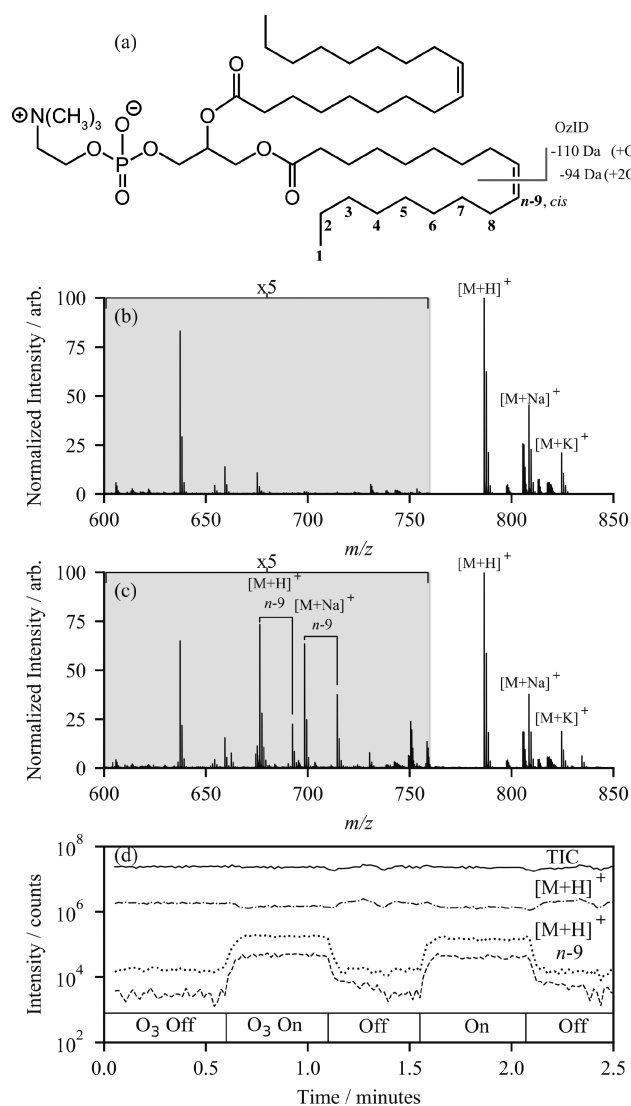 (a)
O
O
N(CH3)3
O
O
O
P
O
O
O
OzID
-110 Da (+O
-94 Da (+2O
n-9, cis
1
2
3
4
5
6
7
8
(b)
x5
[M+H]+
[M+Na]+
[M+K]+
Normalized Intensity / arb.
100
75
50
25
0
600
650
700
750
800
850
m/z
(c)
x5
[M+H]+
n-9
[M+Na]+
n-9
[M+H]+
[M+Na]+
[M+K]+
Normalized Intensity / arb.
100
75
50
25
0
600
650
700
750
800
850
m/z
(d)
TIC
[M+H]+
[M+H]+
n-9
Intensity / counts
10^8
10^6
10^4
10^2
O3 Off
O3 On
Off
On
Off
0.0
0.5
1.0
1.5
2.0
2.5
Time / minutes